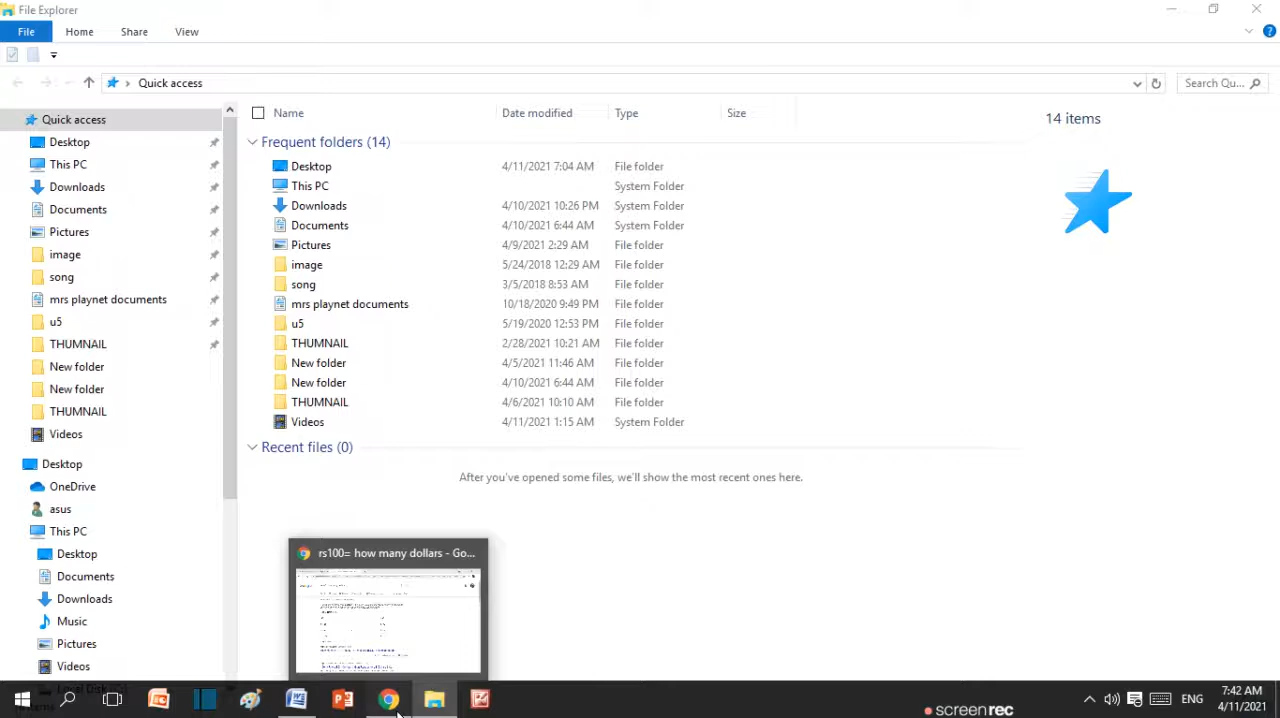 File Explorer
File Home Share View
Quick access Search Qu...
Name Date modified Type Size
14 items
Quick access
Desktop
This PC
Downloads
Documents
Pictures
image
song
mrs playnet documents
u5
THUMNAIL
New folder
New folder
THUMNAIL
Videos
Desktop
OneDrive
asus
This PC
Desktop
Documents
Downloads
Music
Pictures
Videos
Frequent folders (14)
Desktop 4/11/2021 7:04 AM File folder
This PC System Folder
Downloads 4/10/2021 10:26 PM System Folder
Documents 4/10/2021 6:44 AM System Folder
Pictures 4/9/2021 2:29 AM File folder
image 5/24/2018 12:29 AM File folder
song 3/5/2018 8:53 AM File folder
mrs playnet documents 10/18/2020 9:49 PM File folder
u5 5/19/2020 12:53 PM File folder
THUMNAIL 2/28/2021 10:21 AM File folder
New folder 4/5/2021 11:46 AM File folder
New folder 4/10/2021 6:44 AM File folder
THUMNAIL 4/6/2021 10:10 AM File folder
Videos 4/11/2021 1:15 AM System Folder
Recent files (0)
After you've opened some files, we'll show the most recent ones here.
rs100= how many dollars - Go...
ENG
7:42 AM
4/11/2021
screenrec